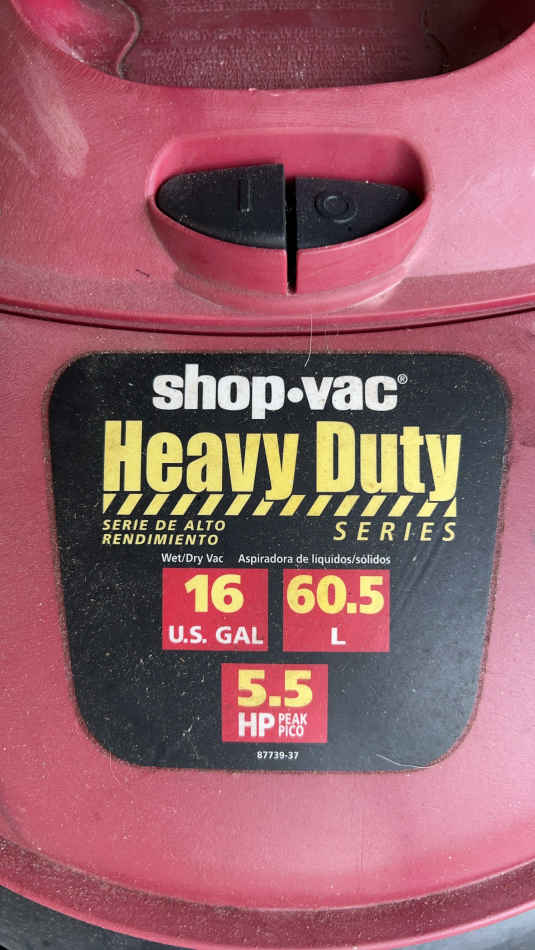 I O
shop·vac®
Heavy Duty
SERIE DE ALTO
RENDIMIENTO
SERIES
Wet/Dry Vac Aspiradora de líquidos/sólidos
16
U.S. GAL
60.5
L
5.5
HP PEAK
PICO
87739-37